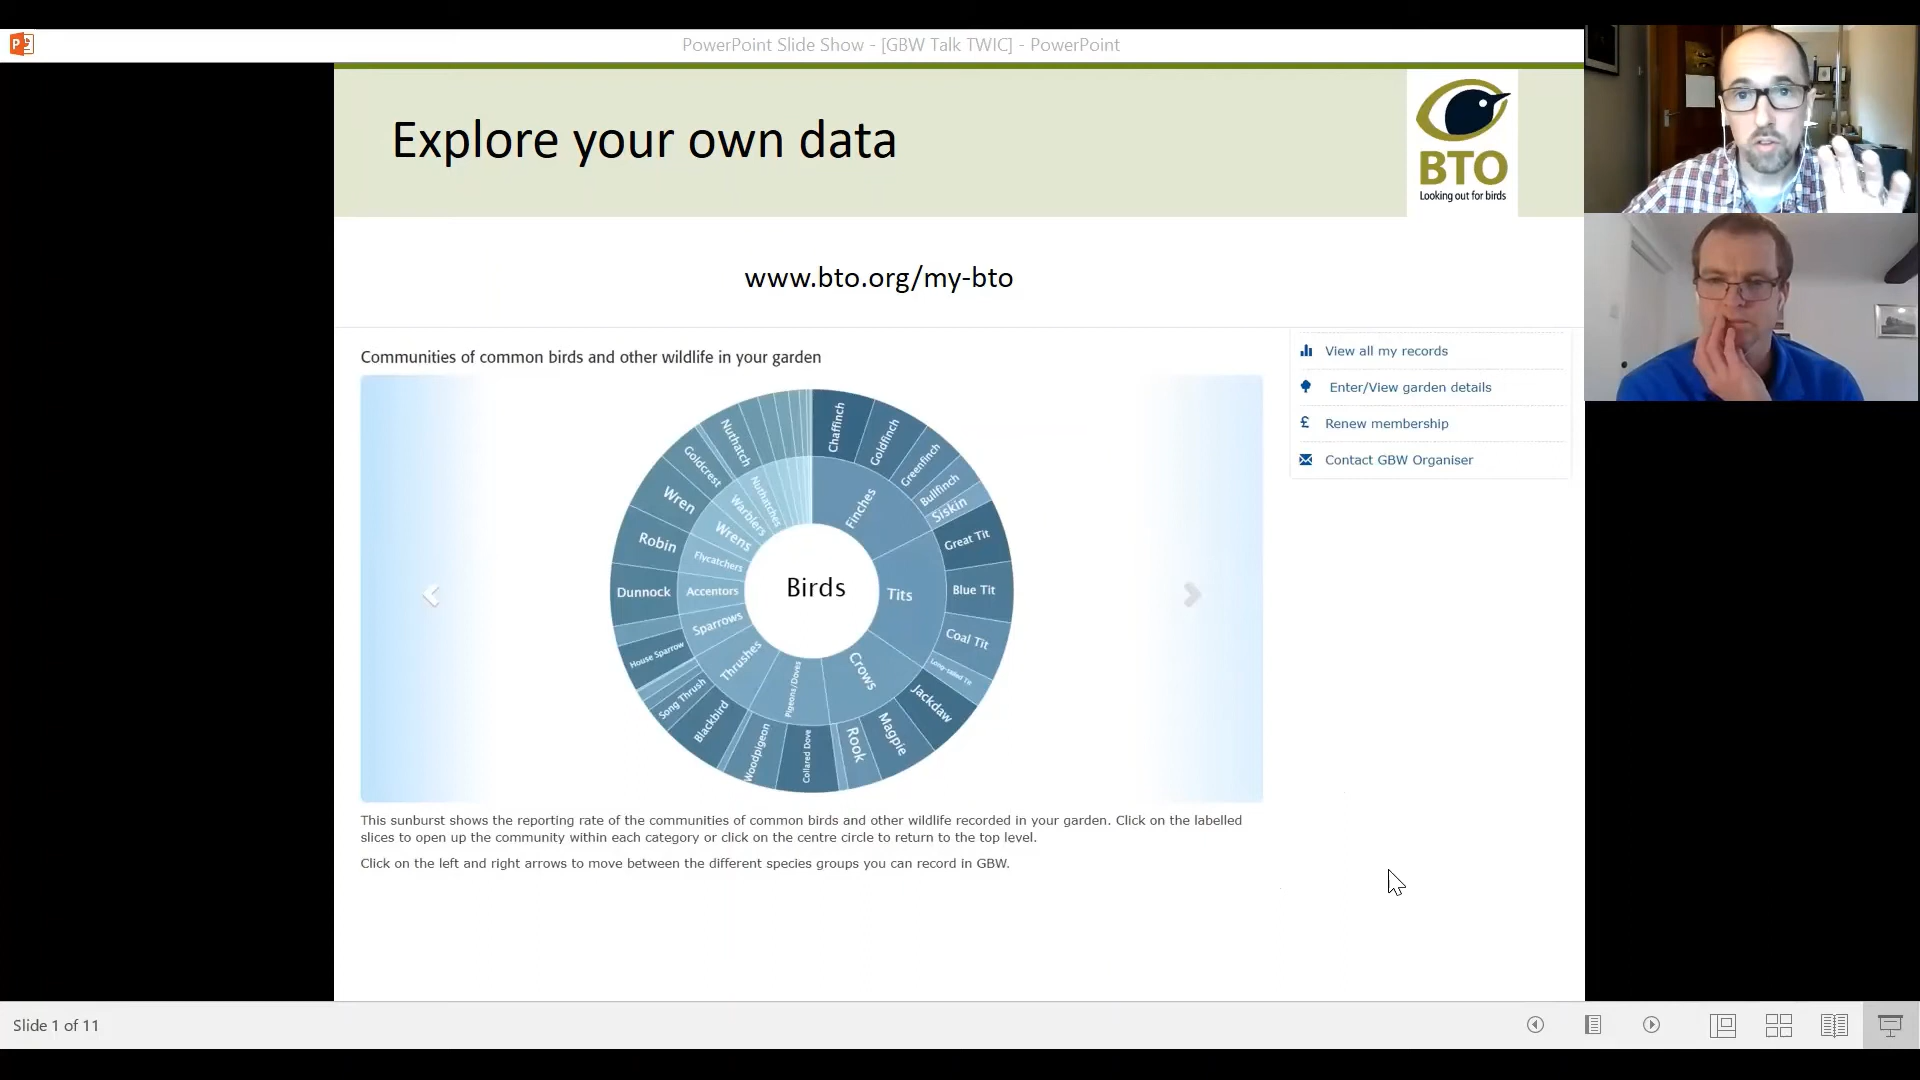 PowerPoint Slide Show - [GBW Talk TWIC] - PowerPoint
Explore your own data
BTO
Looking out for birds
www.bto.org/my-bto
Communities of common birds and other wildlife in your garden
View all my records
Enter/View garden details
Renew membership
Contact GBW Organiser
Birds
Finches
Tits
Crows
Pigeons/Doves
Thrushes
Sparrows
Accentors
Flycatchers
Wrens
Warblers
Nuthatches
Chaffinch
Goldfinch
Greenfinch
Bullfinch
Siskin
Great Tit
Blue Tit
Coal Tit
Long-tailed Tit
Jackdaw
Magpie
Rook
Collared Dove
Woodpigeon
Blackbird
Song Thrush
House Sparrow
Dunnock
Robin
Wren
Goldcrest
Nuthatch
This sunburst shows the reporting rate of the communities of common birds and other wildlife recorded in your garden. Click on the labelled
slices to open up the community within each category or click on the centre circle to return to the top level.
Click on the left and right arrows to move between the different species groups you can record in GBW.
Slide 1 of 11